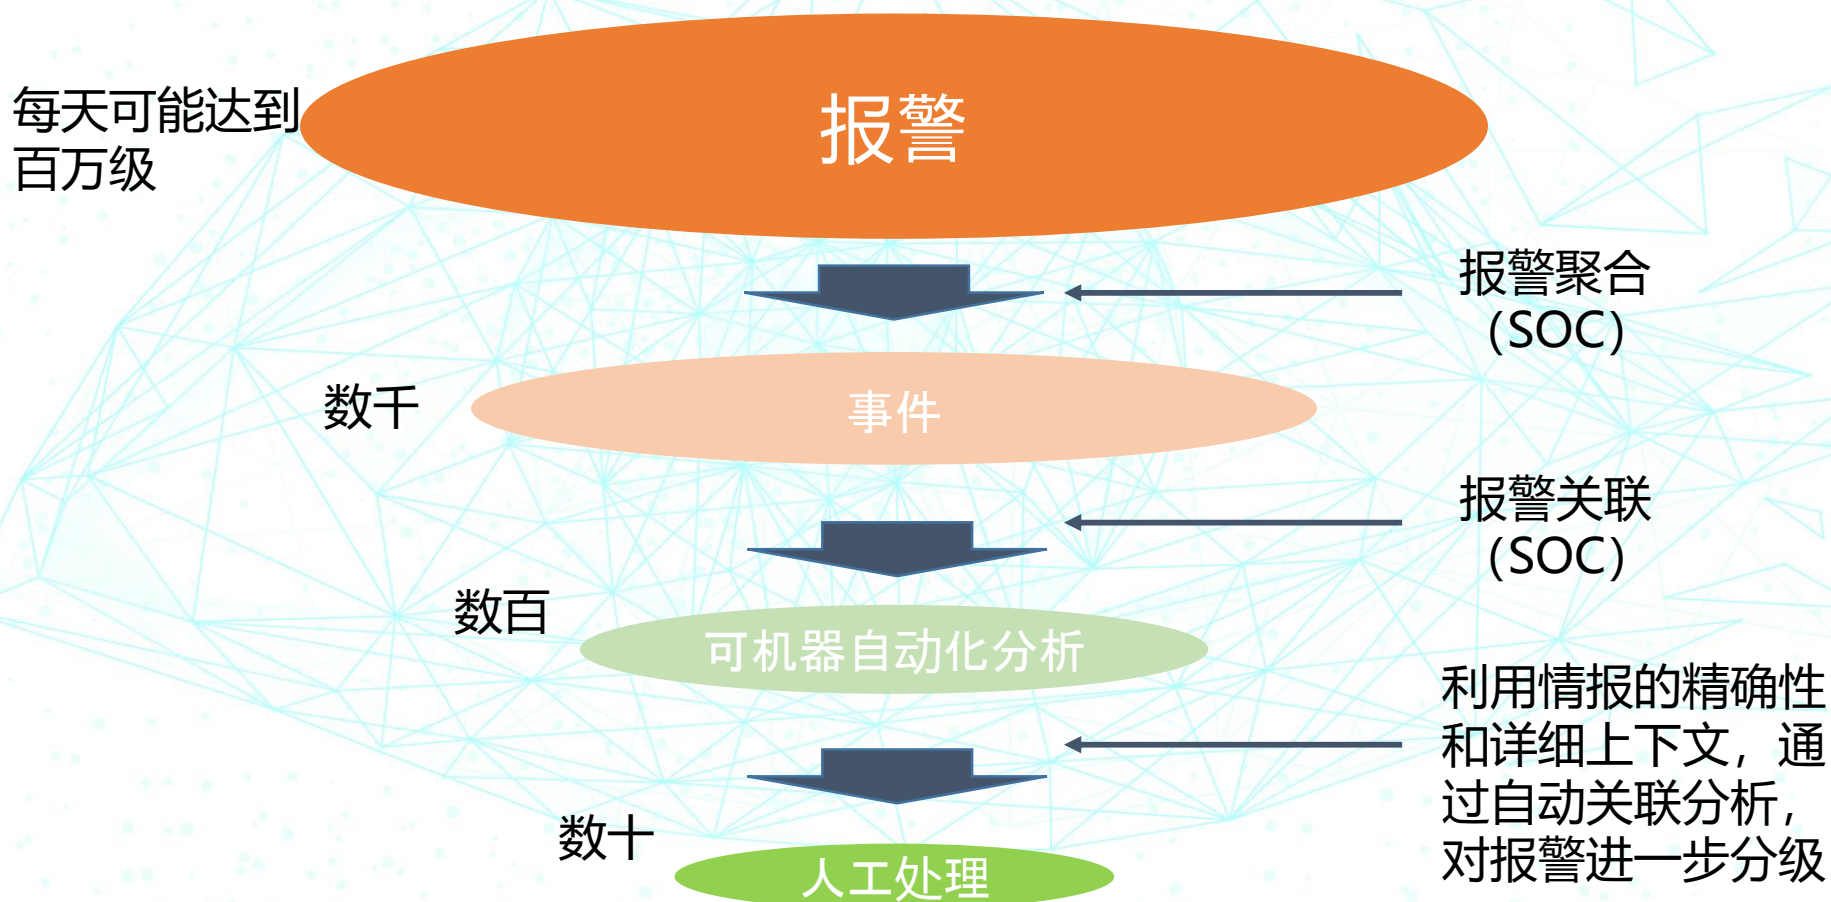 报警
每天可能达到
百万级
报警聚合
（SOC）
数千
事件
报警关联
（SOC）
数百
可机器自动化分析
利用情报的精确性
和详细上下文，通
过自动关联分析，
对报警进一步分级
数十
人工处理